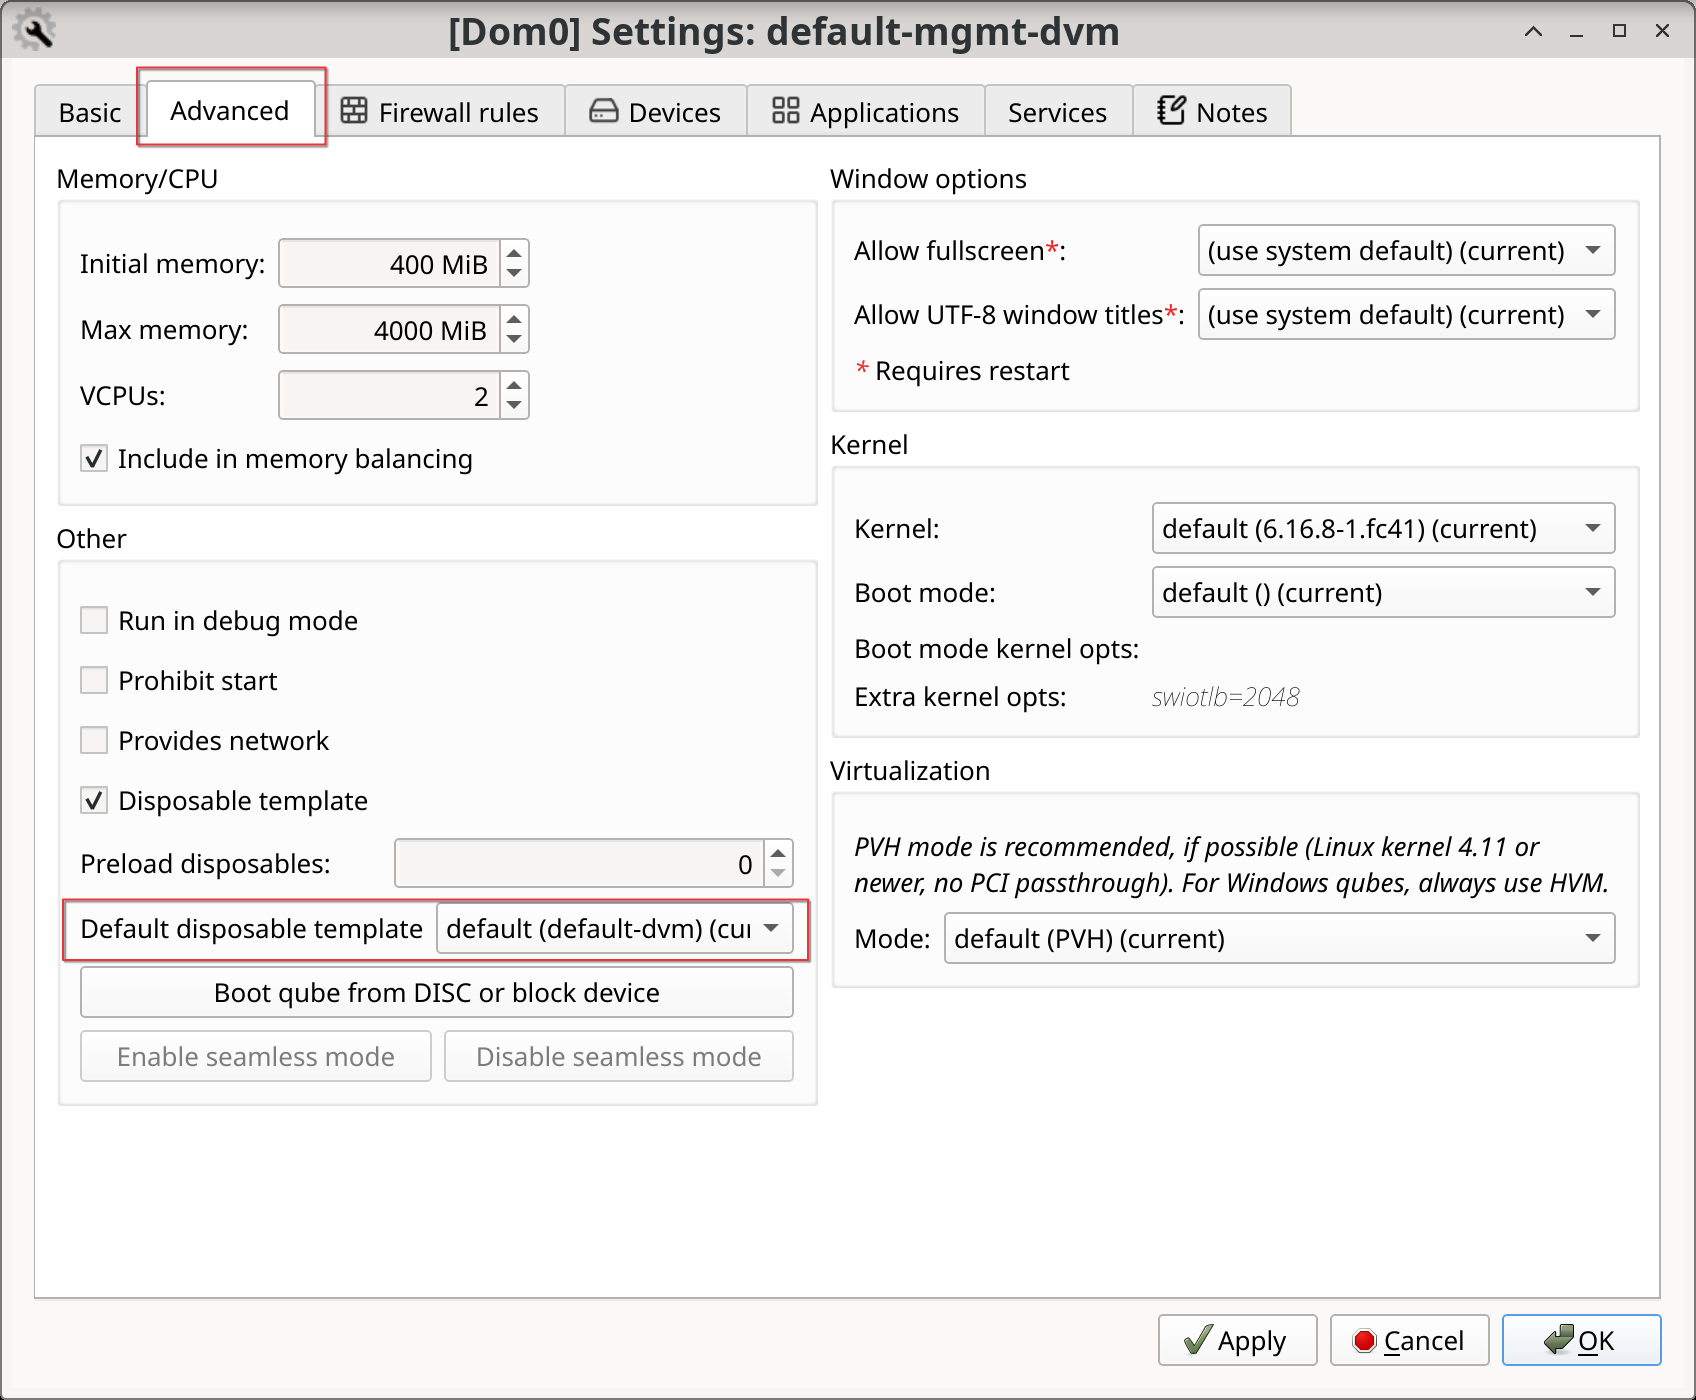 [Dom0] Settings: default-mgmt-dvm
Basic
Advanced
Firewall rules
Devices
Applications
Services
Notes
Memory/CPU
Initial memory: 400 MiB
Max memory: 4000 MiB
VCPUs: 2
Include in memory balancing
Other
Run in debug mode
Prohibit start
Provides network
Disposable template
Preload disposables: 0
Default disposable template default (default-dvm) (cur
Boot qube from DISC or block device
Enable seamless mode
Disable seamless mode
Window options
Allow fullscreen*: (use system default) (current)
Allow UTF-8 window titles*: (use system default) (current)
* Requires restart
Kernel
Kernel: default (6.16.8-1.fc41) (current)
Boot mode: default () (current)
Boot mode kernel opts:
Extra kernel opts: swiotlb=2048
Virtualization
PVH mode is recommended, if possible (Linux kernel 4.11 or
newer, no PCI passthrough). For Windows qubes, always use HVM.
Mode: default (PVH) (current)
Apply
Cancel
OK